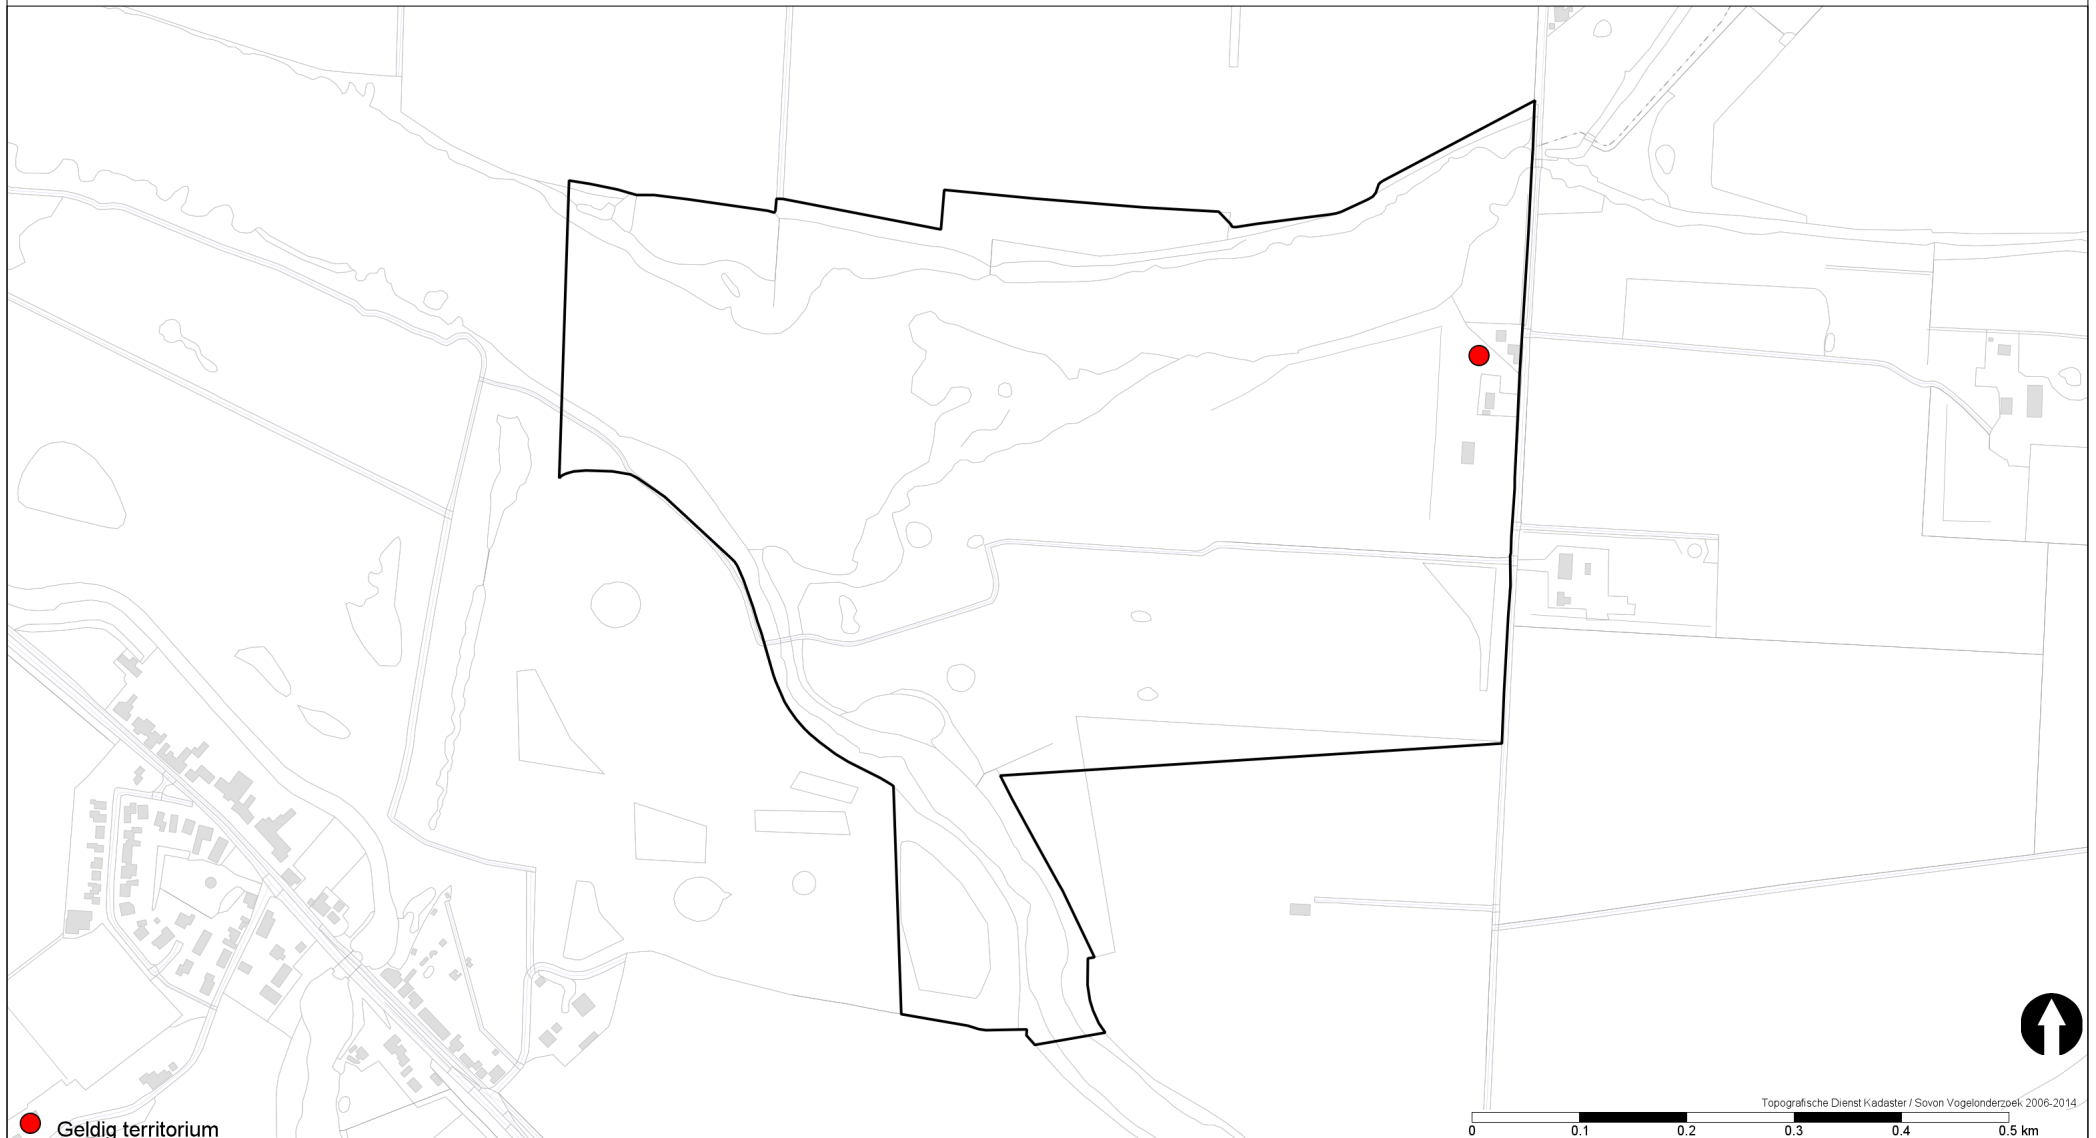 Topografische Dienst Kadaster / Sovon Vogelonderzoek 2006-2014
Geldig territorium
0 0.1 0.2 0.3 0.4 0.5 km